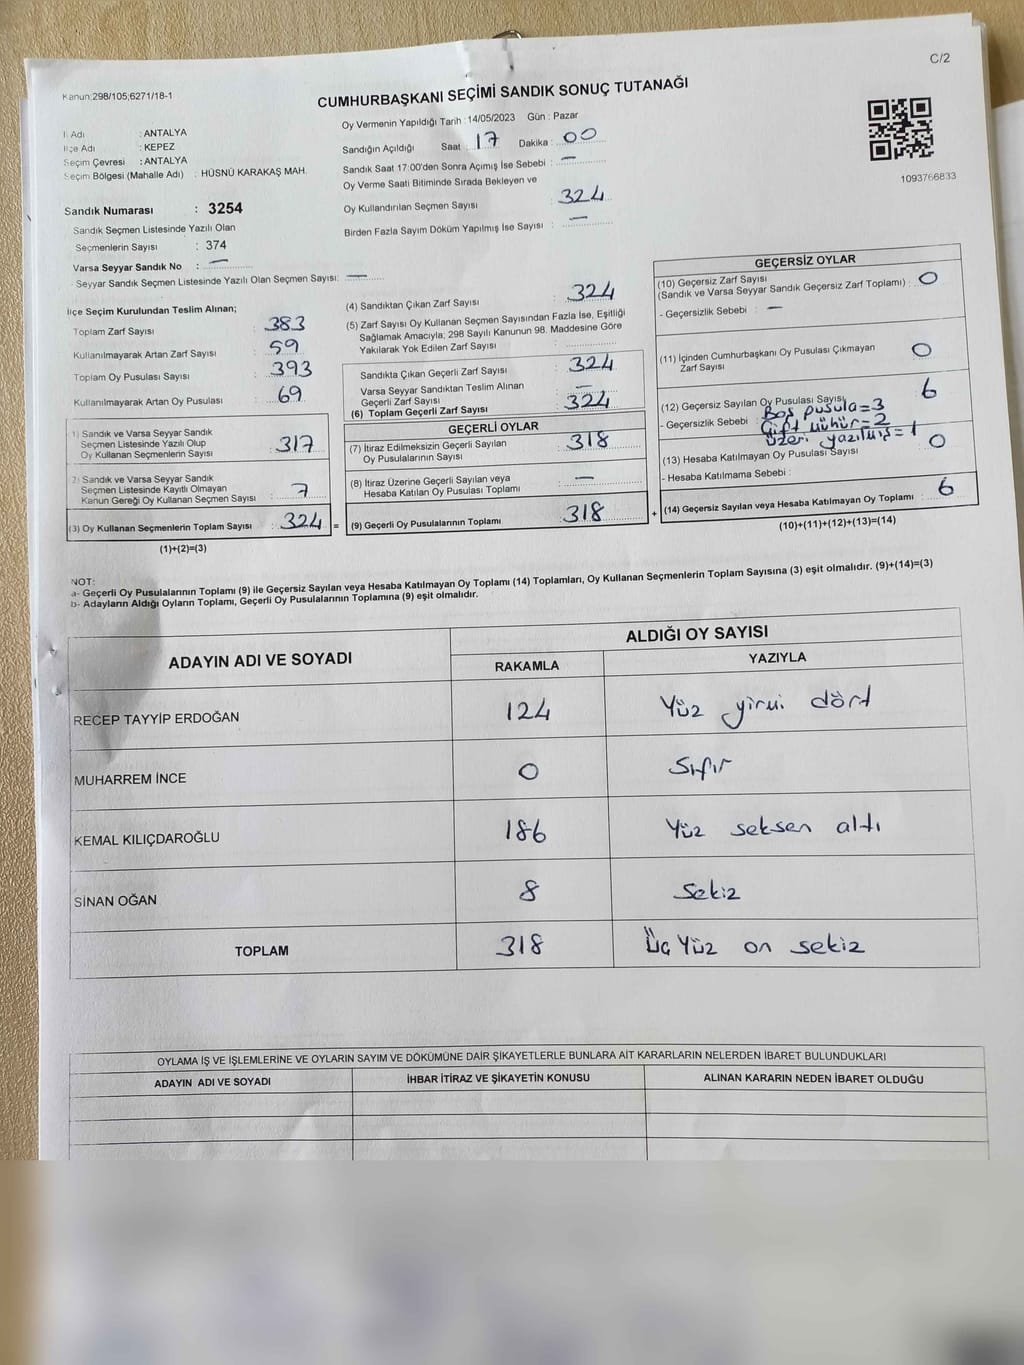 C/2
Kanun:298/105;6271/18-1
CUMHURBAŞKANI SEÇİMİ SANDIK SONUÇ TUTANAĞI
İl Adı : ANTALYA
İlçe Adı : KEPEZ
Seçim Çevresi : ANTALYA
Seçim Bölgesi (Mahalle Adı) : HÜSNÜ KARAKAŞ MAH.
Sandık Numarası : 3254
Sandık Seçmen Listesinde Yazılı Olan
Seçmenlerin Sayısı : 374
Varsa Seyyar Sandık No : —
Seyyar Sandık Seçmen Listesinde Yazılı Olan Seçmen Sayısı: —
Oy Vermenin Yapıldığı Tarih : 14/05/2023 Gün : Pazar
Sandığın Açıldığı Saat : 17 Dakika : 00
Sandık Saat 17:00'den Sonra Açımış İse Sebebi : —
Oy Verme Saati Bitiminde Sırada Bekleyen ve
Oy Kullandırılan Seçmen Sayısı : 324
Birden Fazla Sayım Döküm Yapılmış İse Sayısı : —
1093766833
İlçe Seçim Kurulundan Teslim Alınan;
Toplam Zarf Sayısı : 383
Kullanılmayarak Artan Zarf Sayısı : 59
Toplam Oy Pusulası Sayısı : 393
Kullanılmayarak Artan Oy Pusulası : 69
1) Sandık ve Varsa Seyyar Sandık
Seçmen Listesinde Yazılı Olup
Oy Kullanan Seçmenlerin Sayısı : 317
2) Sandık ve Varsa Seyyar Sandık
Seçmen Listesinde Kayıtlı Olmayan
Kanun Gereği Oy Kullanan Seçmen Sayısı : 7
(3) Oy Kullanan Seçmenlerin Toplam Sayısı : 324 =
(1)+(2)=(3)
(4) Sandıktan Çıkan Zarf Sayısı : 324
(5) Zarf Sayısı Oy Kullanan Seçmen Sayısından Fazla İse, Eşitliği
Sağlamak Amacıyla; 298 Sayılı Kanunun 98. Maddesine Göre
Yakılarak Yok Edilen Zarf Sayısı :
Sandıkta Çıkan Geçerli Zarf Sayısı : 324
Varsa Seyyar Sandıktan Teslim Alınan
Geçerli Zarf Sayısı : —
(6) Toplam Geçerli Zarf Sayısı : 324
GEÇERLİ OYLAR
(7) İtiraz Edilmeksizin Geçerli Sayılan
Oy Pusulalarının Sayısı : 318
(8) İtiraz Üzerine Geçerli Sayılan veya
Hesaba Katılan Oy Pusulası Toplamı : —
(9) Geçerli Oy Pusulalarının Toplamı : 318 +
GEÇERSİZ OYLAR
(10) Geçersiz Zarf Sayısı
(Sandık ve Varsa Seyyar Sandık Geçersiz Zarf Toplamı) : 0
- Geçersizlik Sebebi : —
(11) İçinden Cumhurbaşkanı Oy Pusulası Çıkmayan
Zarf Sayısı : 0
(12) Geçersiz Sayılan Oy Pusulası Sayısı : 6
- Geçersizlik Sebebi : Boş pusula=3
Çift mühür=2
üzeri yazılmış=1
(13) Hesaba Katılmayan Oy Pusulası Sayısı : 0
- Hesaba Katılmama Sebebi :
(14) Geçersiz Sayılan veya Hesaba Katılmayan Oy Toplamı : 6
(10)+(11)+(12)+(13)=(14)
NOT:
a- Geçerli Oy Pusulalarının Toplamı (9) ile Geçersiz Sayılan veya Hesaba Katılmayan Oy Toplamı (14) Toplamları, Oy Kullanan Seçmenlerin Toplam Sayısına (3) eşit olmalıdır. (9)+(14)=(3)
b- Adayların Aldığı Oyların Toplamı, Geçerli Oy Pusulalarının Toplamına (9) eşit olmalıdır.
ADAYIN ADI VE SOYADI ALDIĞI OY SAYISI
RAKAMLA YAZIYLA
RECEP TAYYİP ERDOĞAN 124 Yüz yirmi dört
MUHARREM İNCE 0 Sıfır
KEMAL KILIÇDAROĞLU 186 Yüz seksen altı
SİNAN OĞAN 8 Sekiz
TOPLAM 318 Üç Yüz on sekiz
OYLAMA İŞ VE İŞLEMLERİNE VE OYLARIN SAYIM VE DÖKÜMÜNE DAİR ŞİKAYETLERLE BUNLARA AİT KARARLARIN NELERDEN İBARET BULUNDUKLARI
ADAYIN ADI VE SOYADI İHBAR İTİRAZ VE ŞİKAYETİN KONUSU ALINAN KARARIN NEDEN İBARET OLDUĞU